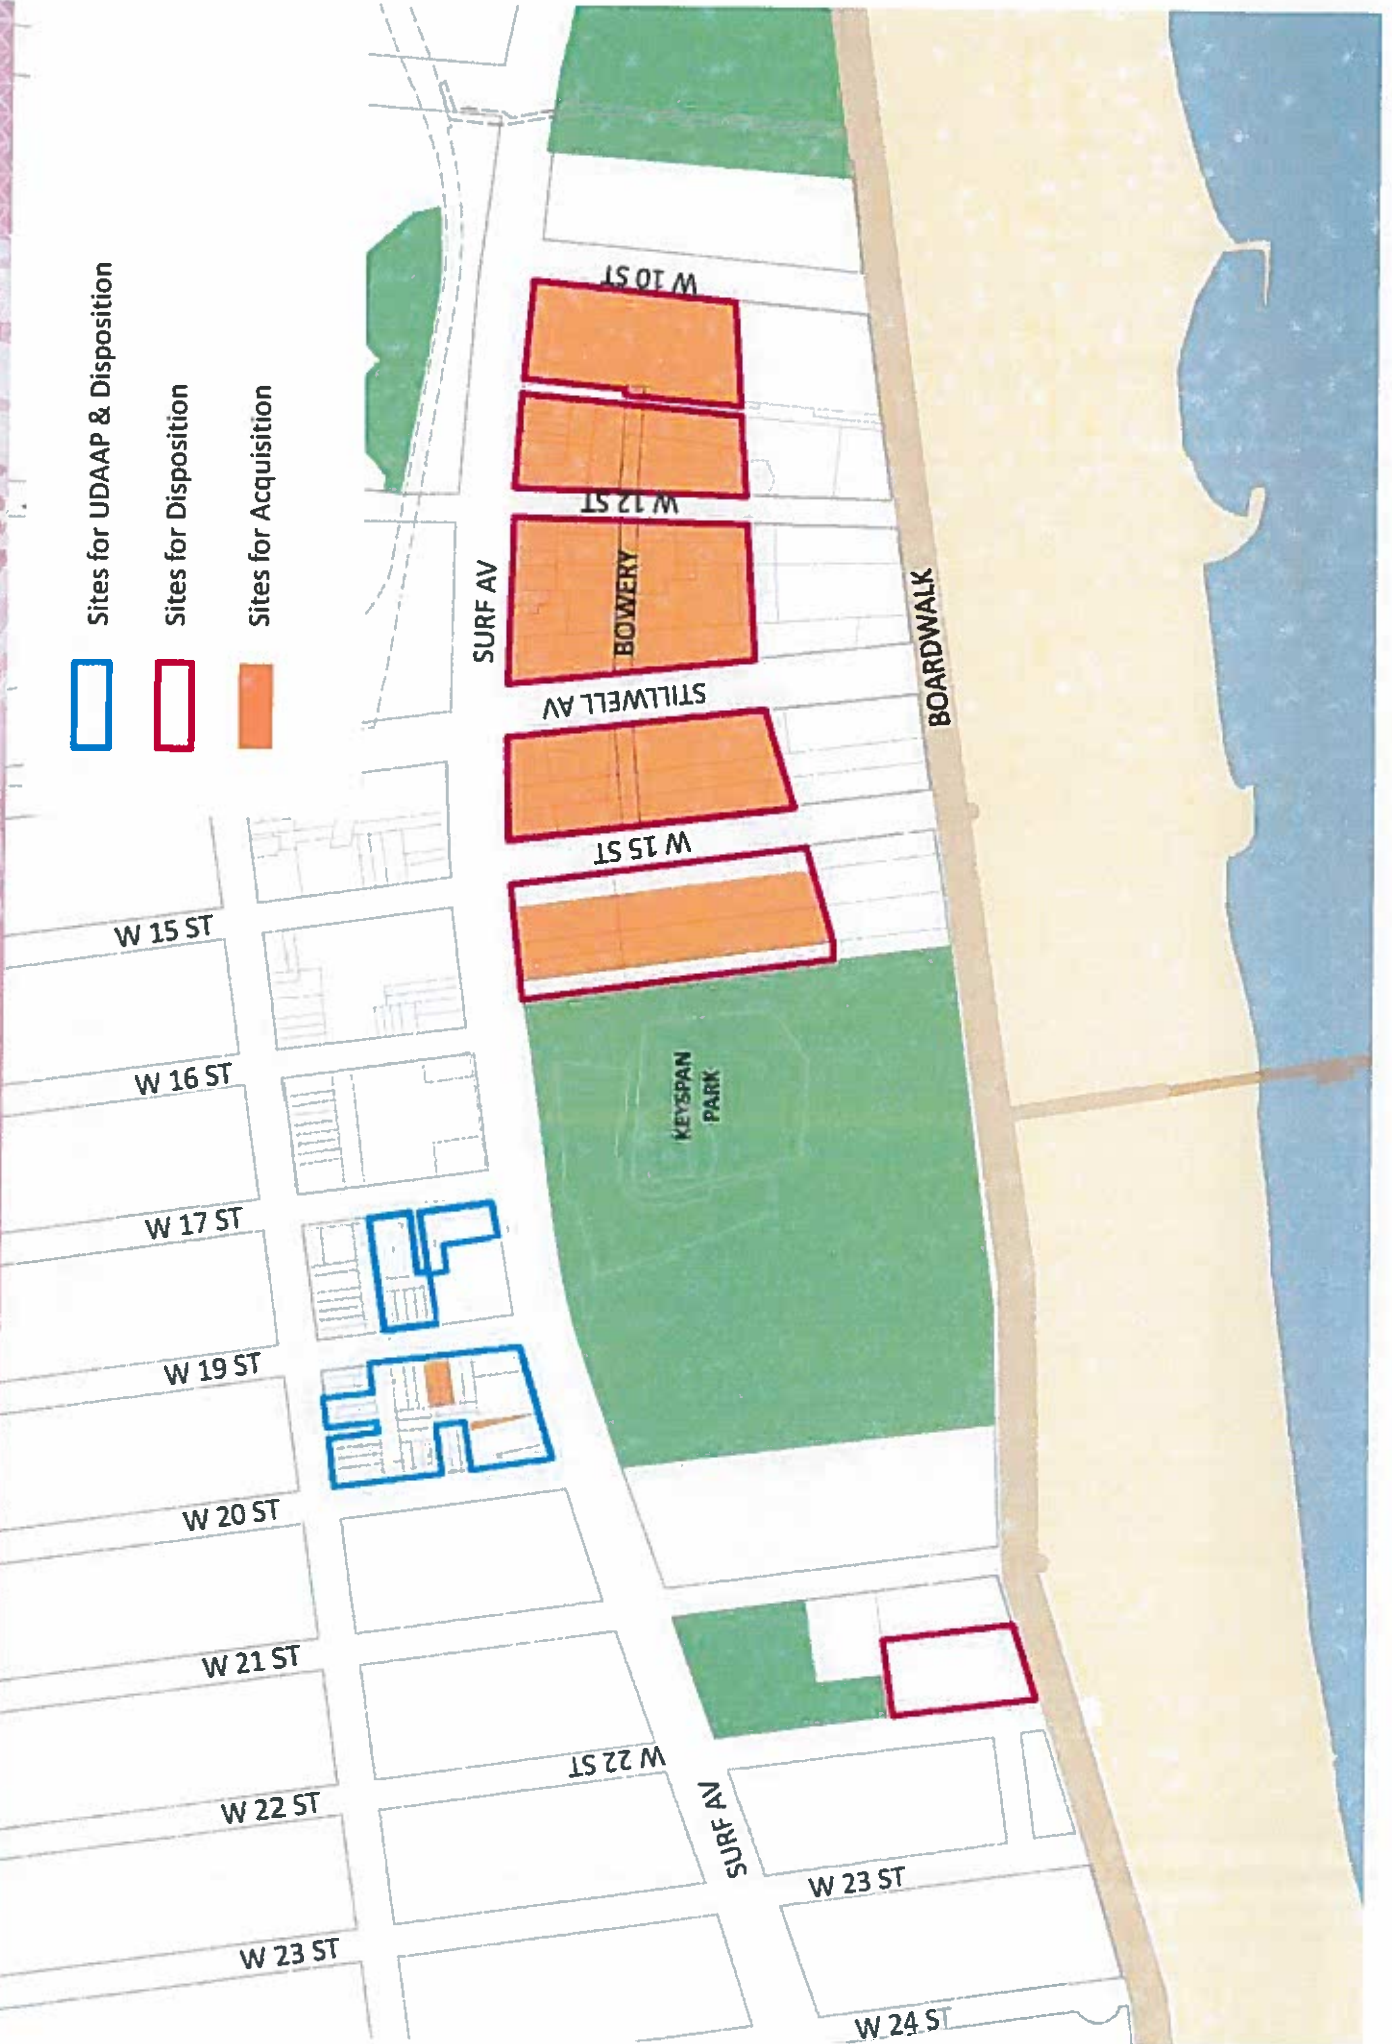 Sites for UDAAP & Disposition
Sites for Disposition
Sites for Acquisition
W 23 ST
W 22 ST
W 21 ST
W 20 ST
W 19 ST
W 17 ST
W 16 ST
W 15 ST
W 24 ST
W 23 ST
SURF AV
W 22 ST
KEYSPAN
PARK
W 15 ST
STILLWELL AV
SURF AV
BOWERY
W 12 ST
W 10 ST
BOARDWALK